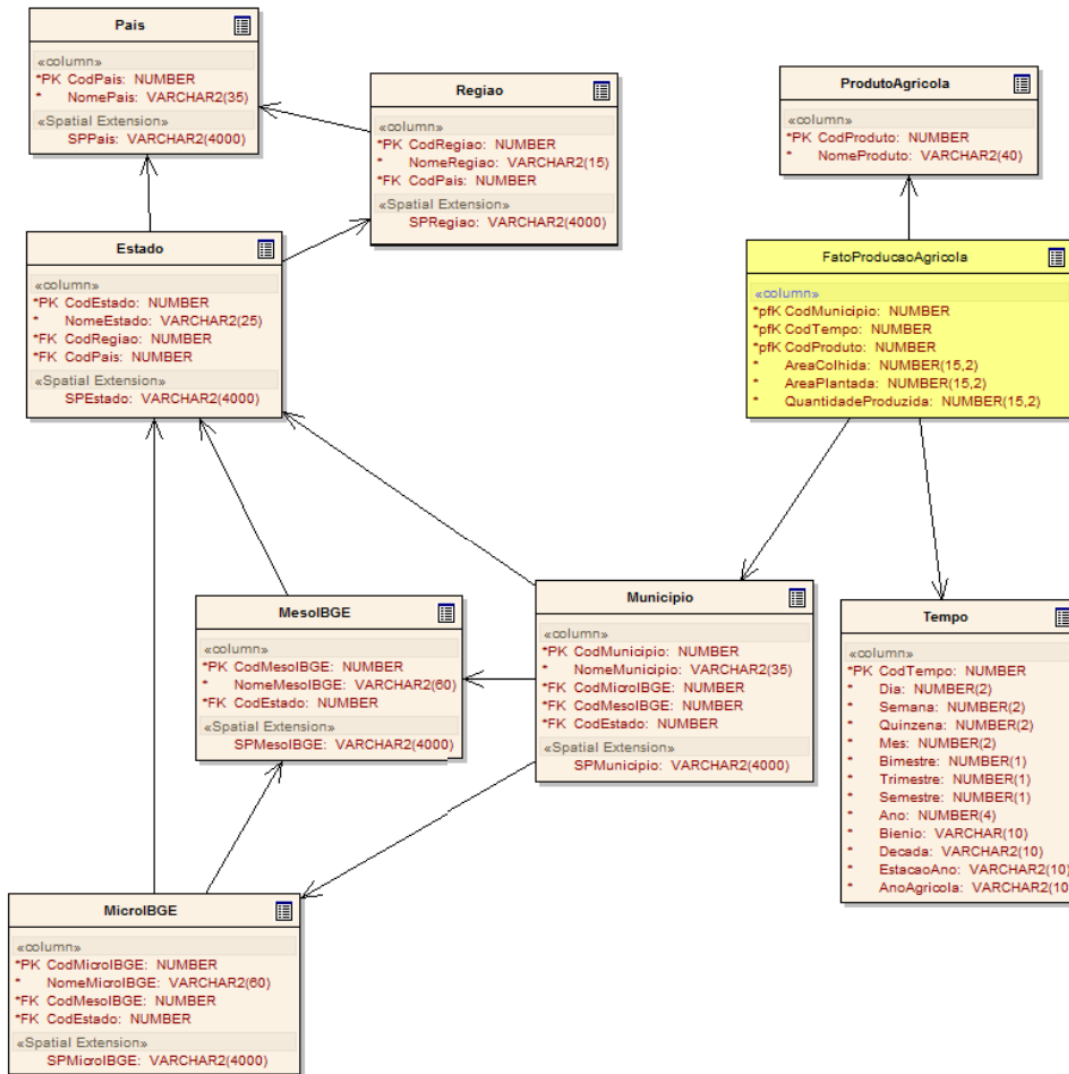 Pais
«column»
*PK CodPais: NUMBER
* NomePais: VARCHAR2(35)
«Spatial Extension»
SPPais: VARCHAR2(4000)
Regiao
«column»
*PK CodRegiao: NUMBER
* NomeRegiao: VARCHAR2(15)
*FK CodPais: NUMBER
«Spatial Extension»
SPRegiao: VARCHAR2(4000)
ProdutoAgricola
«column»
*PK CodProduto: NUMBER
* NomeProduto: VARCHAR2(40)
Estado
«column»
*PK CodEstado: NUMBER
* NomeEstado: VARCHAR2(25)
*FK CodRegiao: NUMBER
*FK CodPais: NUMBER
«Spatial Extension»
SPEstado: VARCHAR2(4000)
FatoProducaoAgricola
«column»
*pfK CodMunicipio: NUMBER
*pfK CodTempo: NUMBER
*pfK CodProduto: NUMBER
* AreaColhida: NUMBER(15,2)
* AreaPlantada: NUMBER(15,2)
* QuantidadeProduzida: NUMBER(15,2)
MesoIBGE
«column»
*PK CodMesoIBGE: NUMBER
* NomeMesoIBGE: VARCHAR2(60)
*FK CodEstado: NUMBER
«Spatial Extension»
SPMesoIBGE: VARCHAR2(4000)
Municipio
«column»
*PK CodMunicipio: NUMBER
* NomeMunicipio: VARCHAR2(35)
*FK CodMicroIBGE: NUMBER
*FK CodMesoIBGE: NUMBER
*FK CodEstado: NUMBER
«Spatial Extension»
SPMunicipio: VARCHAR2(4000)
Tempo
«column»
*PK CodTempo: NUMBER
* Dia: NUMBER(2)
* Semana: NUMBER(2)
* Quinzena: NUMBER(2)
* Mes: NUMBER(2)
* Bimestre: NUMBER(1)
* Trimestre: NUMBER(1)
* Semestre: NUMBER(1)
* Ano: NUMBER(4)
* Bienio: VARCHAR(10)
* Decada: VARCHAR2(10)
* EstacaoAno: VARCHAR2(10)
* AnoAgricola: VARCHAR2(10
MicroIBGE
«column»
*PK CodMicroIBGE: NUMBER
* NomeMicroIBGE: VARCHAR2(60)
*FK CodMesoIBGE: NUMBER
*FK CodEstado: NUMBER
«Spatial Extension»
SPMicroIBGE: VARCHAR2(4000)